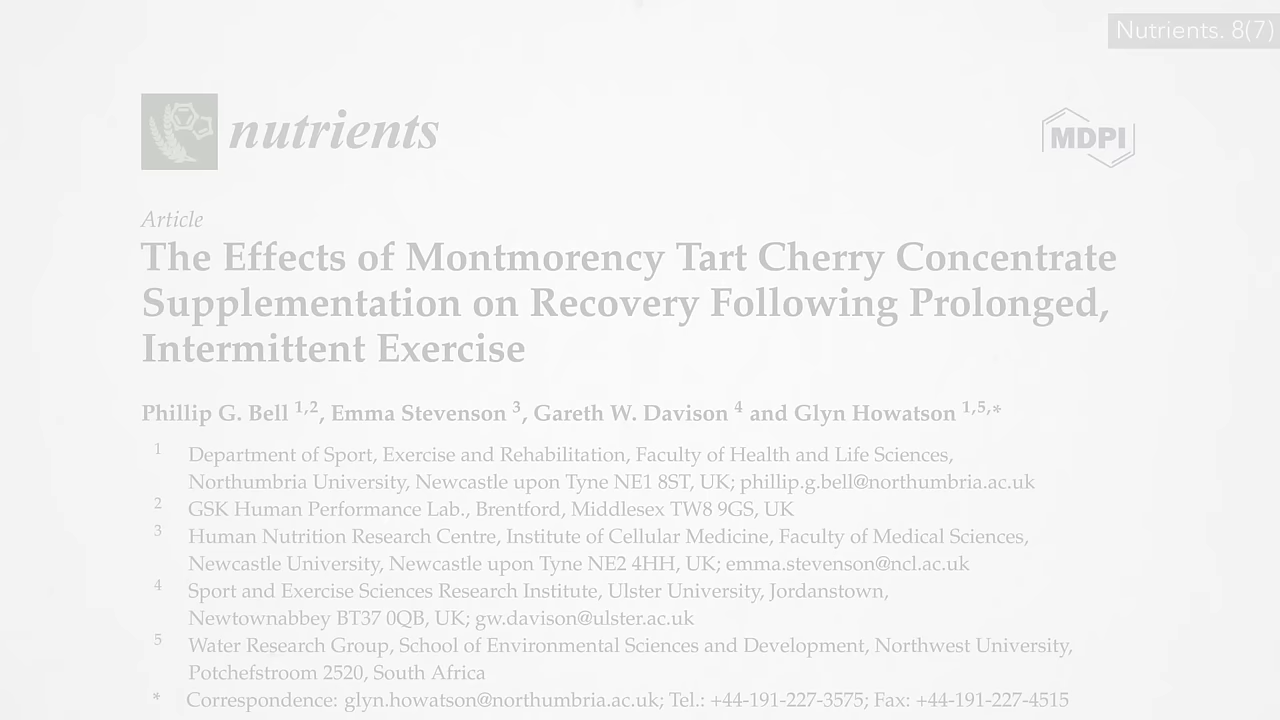 Nutrients. 8(7)
nutrients
MDPI
Article
The Effects of Montmorency Tart Cherry Concentrate
Supplementation on Recovery Following Prolonged,
Intermittent Exercise
Phillip G. Bell 1,2, Emma Stevenson 3, Gareth W. Davison 4 and Glyn Howatson 1,5,*
1 Department of Sport, Exercise and Rehabilitation, Faculty of Health and Life Sciences,
Northumbria University, Newcastle upon Tyne NE1 8ST, UK; phillip.g.bell@northumbria.ac.uk
2 GSK Human Performance Lab., Brentford, Middlesex TW8 9GS, UK
3 Human Nutrition Research Centre, Institute of Cellular Medicine, Faculty of Medical Sciences,
Newcastle University, Newcastle upon Tyne NE2 4HH, UK; emma.stevenson@ncl.ac.uk
4 Sport and Exercise Sciences Research Institute, Ulster University, Jordanstown,
Newtownabbey BT37 0QB, UK; gw.davison@ulster.ac.uk
5 Water Research Group, School of Environmental Sciences and Development, Northwest University,
Potchefstroom 2520, South Africa
* Correspondence: glyn.howatson@northumbria.ac.uk; Tel.: +44-191-227-3575; Fax: +44-191-227-4515